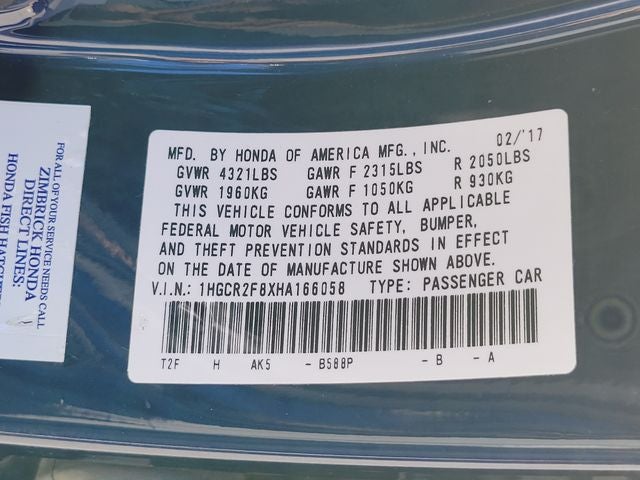 MFD. BY HONDA OF AMERICA MFG., INC. 02/'17
GVWR 4321LBS GAWR F 2315LBS R 2050LBS
GVWR 1960KG GAWR F 1050KG R 930KG
THIS VEHICLE CONFORMS TO ALL APPLICABLE
FEDERAL MOTOR VEHICLE SAFETY, BUMPER,
AND THEFT PREVENTION STANDARDS IN EFFECT
ON THE DATE OF MANUFACTURE SHOWN ABOVE.
V.I.N.: 1HGCR2F8XHA166058 TYPE: PASSENGER CAR
T2F H AK5 - B588P - B - A
FOR ALL OF YOUR SERVICE NEEDS CALL
ZIMBRICK HONDA
DIRECT LINES:
HONDA FISH